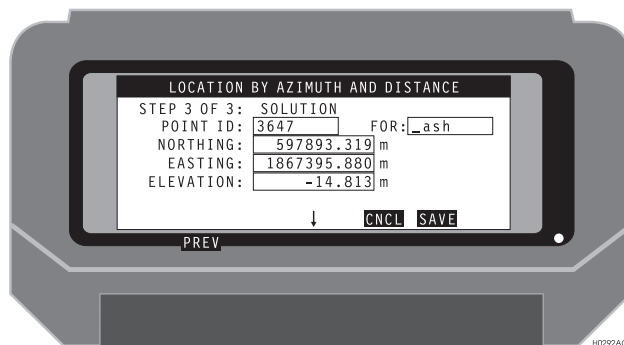 LOCATION BY AZIMUTH AND DISTANCE
STEP 3 OF 3: SOLUTION
POINT ID: 3647 FOR: _ash
NORTHING: 597893.319 m
EASTING: 1867395.880 m
ELEVATION: -14.813 m
↓ CNCL SAVE
PREV
H0292A0